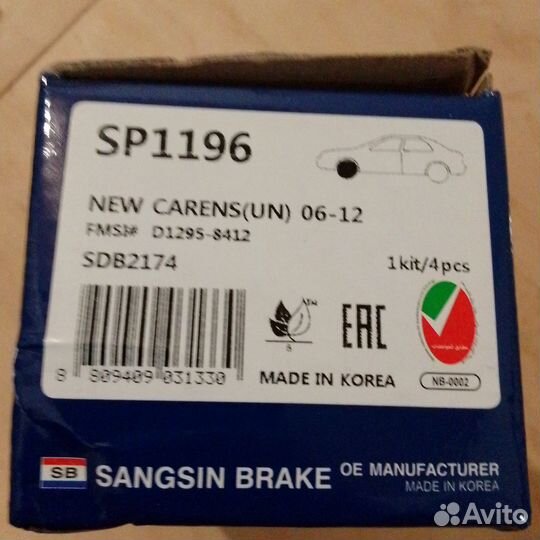 SP1196
NEW CARENS(UN) 06-12
FMSI# D1295-8412
SDB2174
1kit/4pcs
TM
EAC
8 809409 031330
MADE IN KOREA
NB-0002
SB SANGSIN BRAKE
OE MANUFACTURER
MADE IN KOREA
Avito